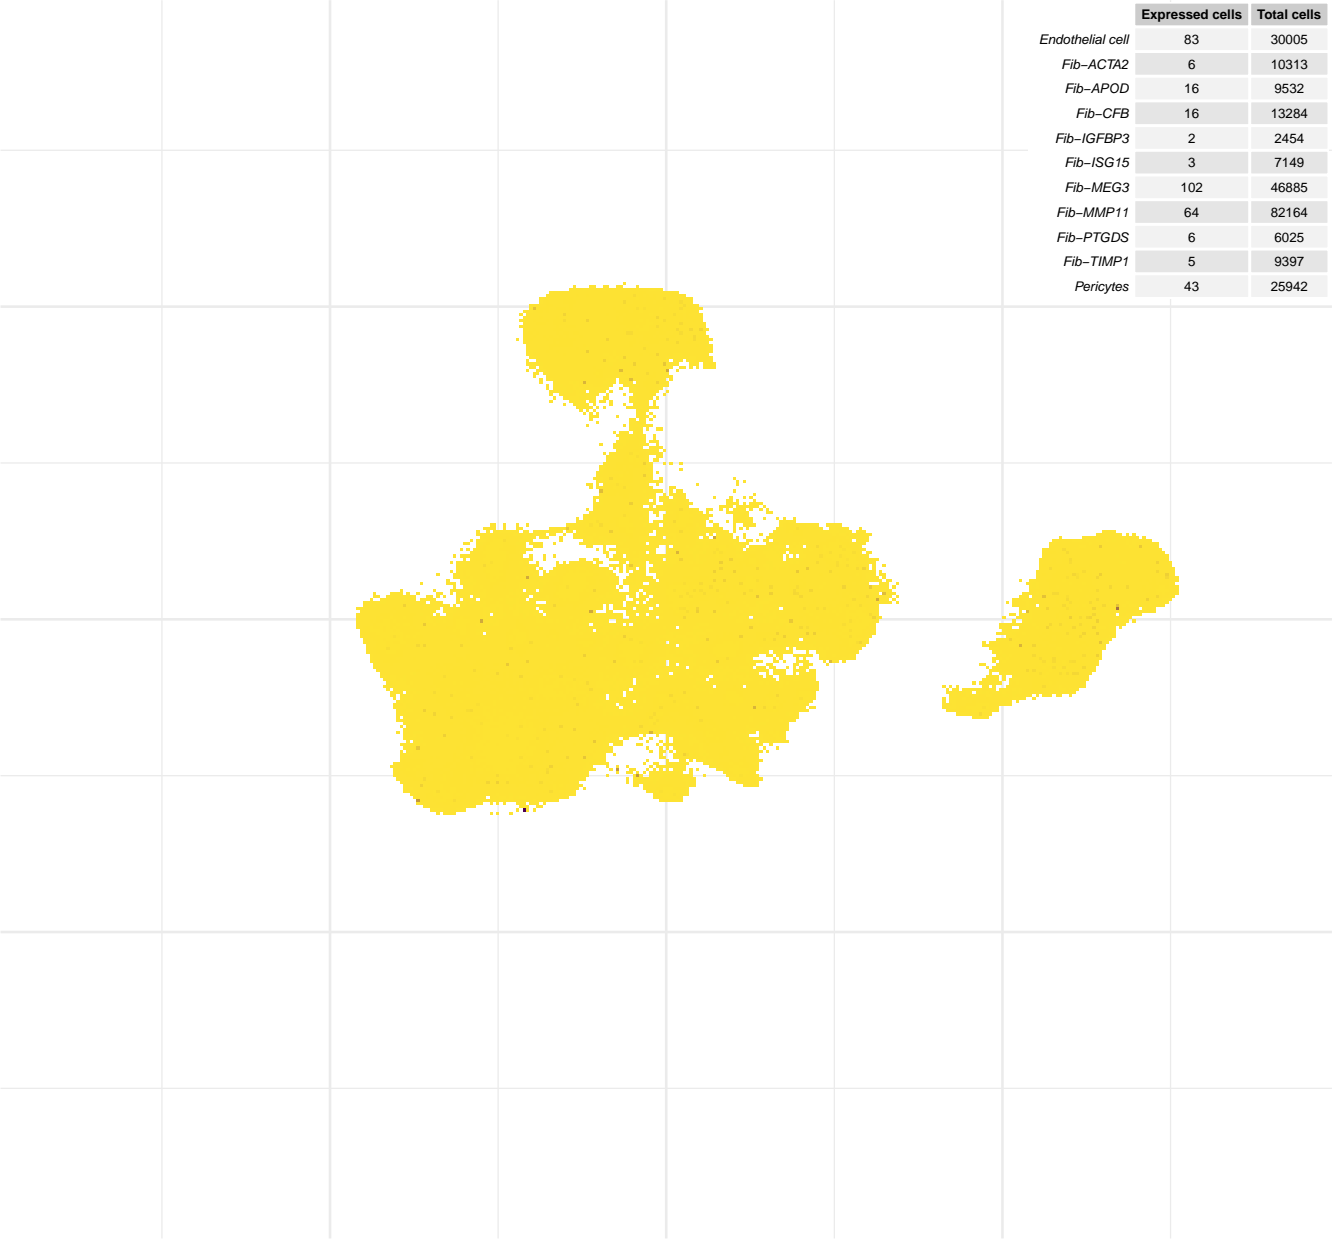 Expressed cells Total cells
Endothelial cell 83 30005
Fib−ACTA2 6 10313
Fib−APOD 16 9532
Fib−CFB 16 13284
Fib−IGFBP3 2 2454
Fib−ISG15 3 7149
Fib−MEG3 102 46885
Fib−MMP11 64 82164
Fib−PTGDS 6 6025
Fib−TIMP1 5 9397
Pericytes 43 25942